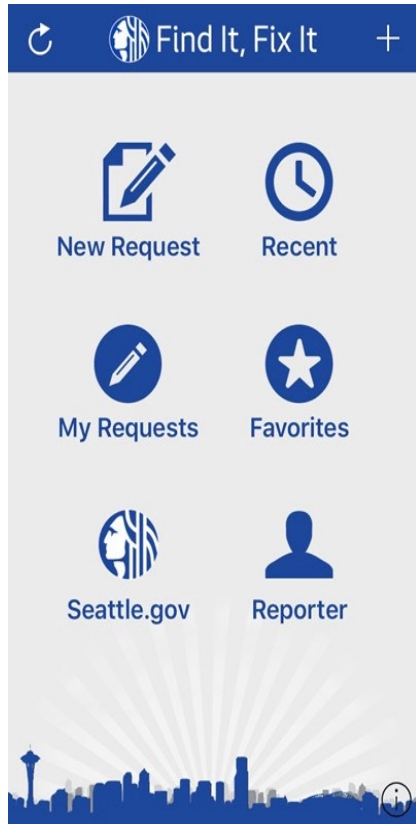 Find It, Fix It
New Request
Recent
My Requests
Favorites
Seattle.gov
Reporter